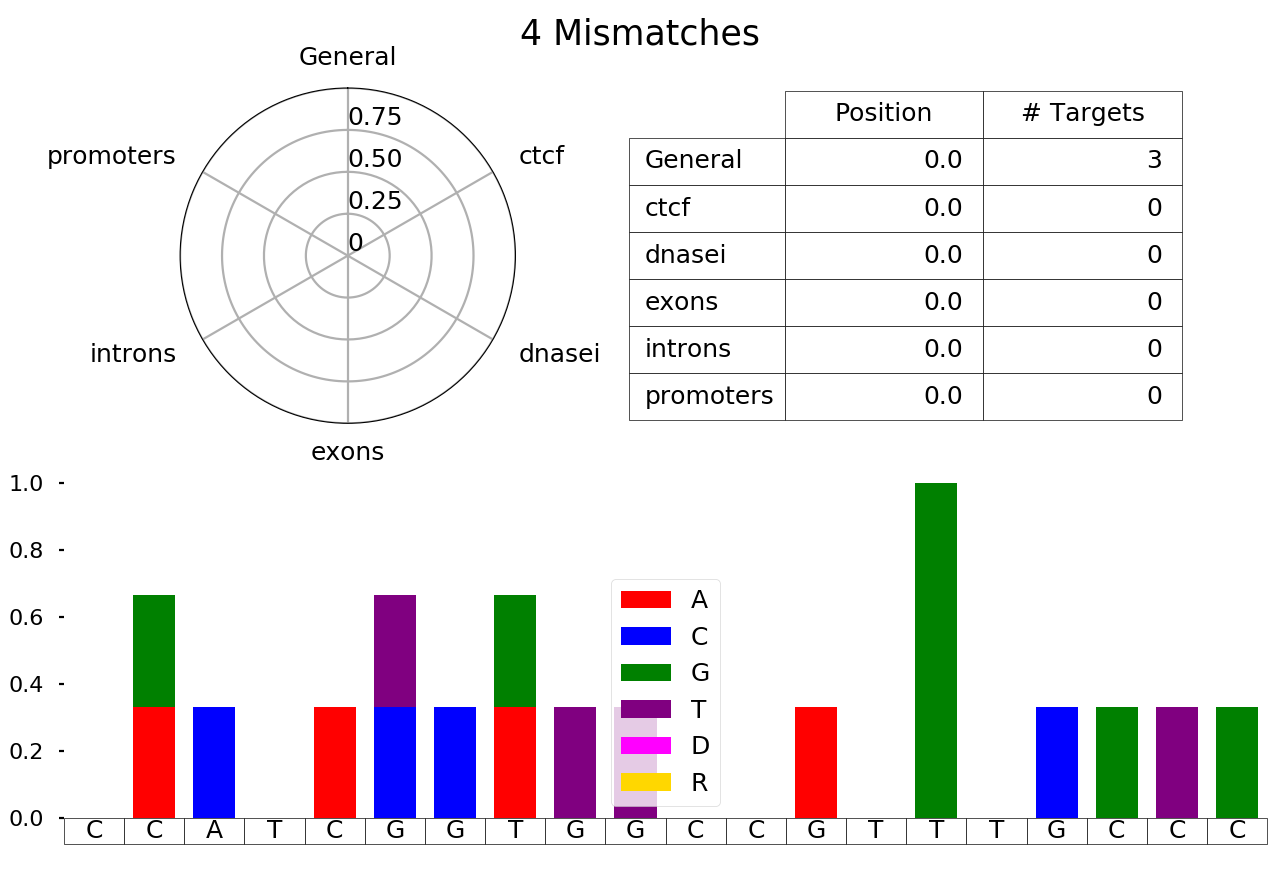 4 Mismatches
General
promoters
ctcf
0.75
0.50
0.25
0
introns
dnasei
exons
Position # Targets
General 0.0 3
ctcf 0.0 0
dnasei 0.0 0
exons 0.0 0
introns 0.0 0
promoters 0.0 0
1.0
0.8
0.6
0.4
0.2
0.0
A
C
G
T
D
R
C C A T C G G T G G C C G T T T G C C C